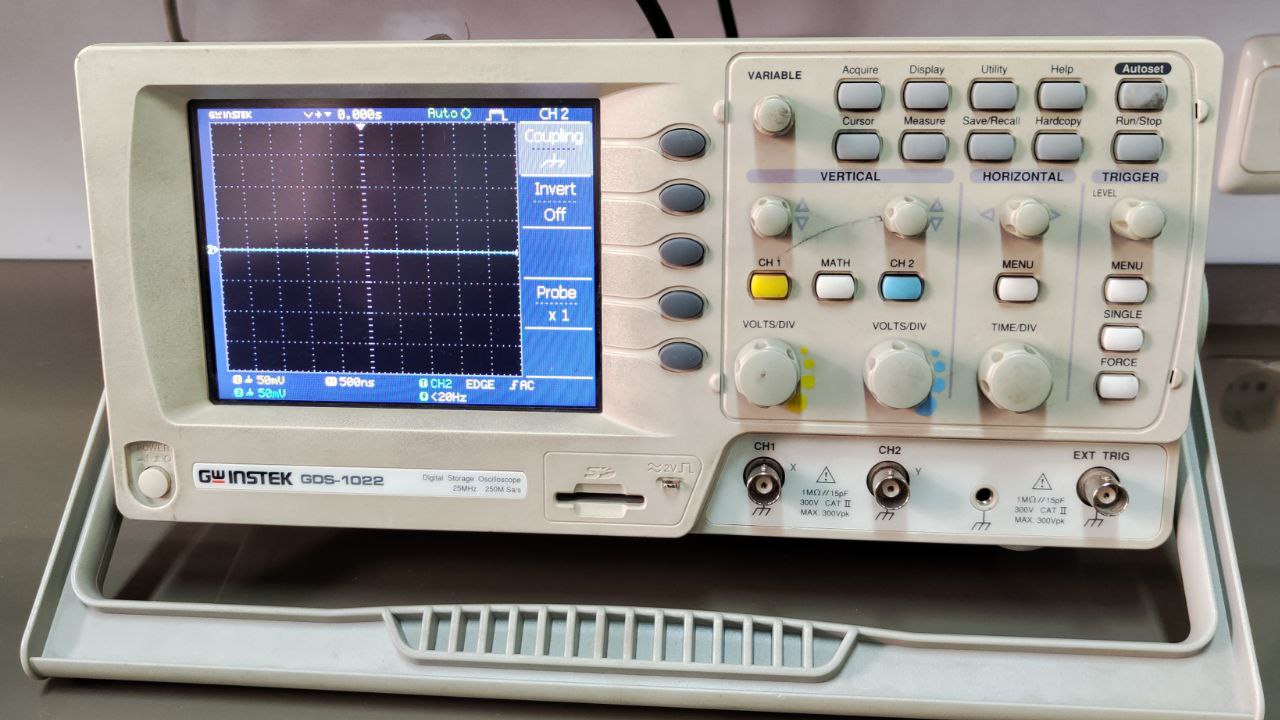 GWINSTEK 0.000s Auto CH 2
Coupling
Invert
Off
Probe
x 1
50mV 500ns CH2 EDGE AC
50mV <20Hz
VARIABLE
Acquire Display Utility Help Autoset
Cursor Measure Save/Recall Hardcopy Run/Stop
VERTICAL HORIZONTAL TRIGGER
LEVEL
CH 1 MATH CH 2 MENU MENU
SINGLE
VOLTS/DIV VOLTS/DIV TIME/DIV
FORCE
POWER
GWINSTEK GDS-1022
Digital Storage Oscilloscope
25MHz 250M Sa/s
SD
≈2V
CH1 X CH2 Y EXT TRIG
1MΩ//15pF
300V CAT II
MAX. 300Vpk
1MΩ//15pF
300V CAT II
MAX. 300Vpk